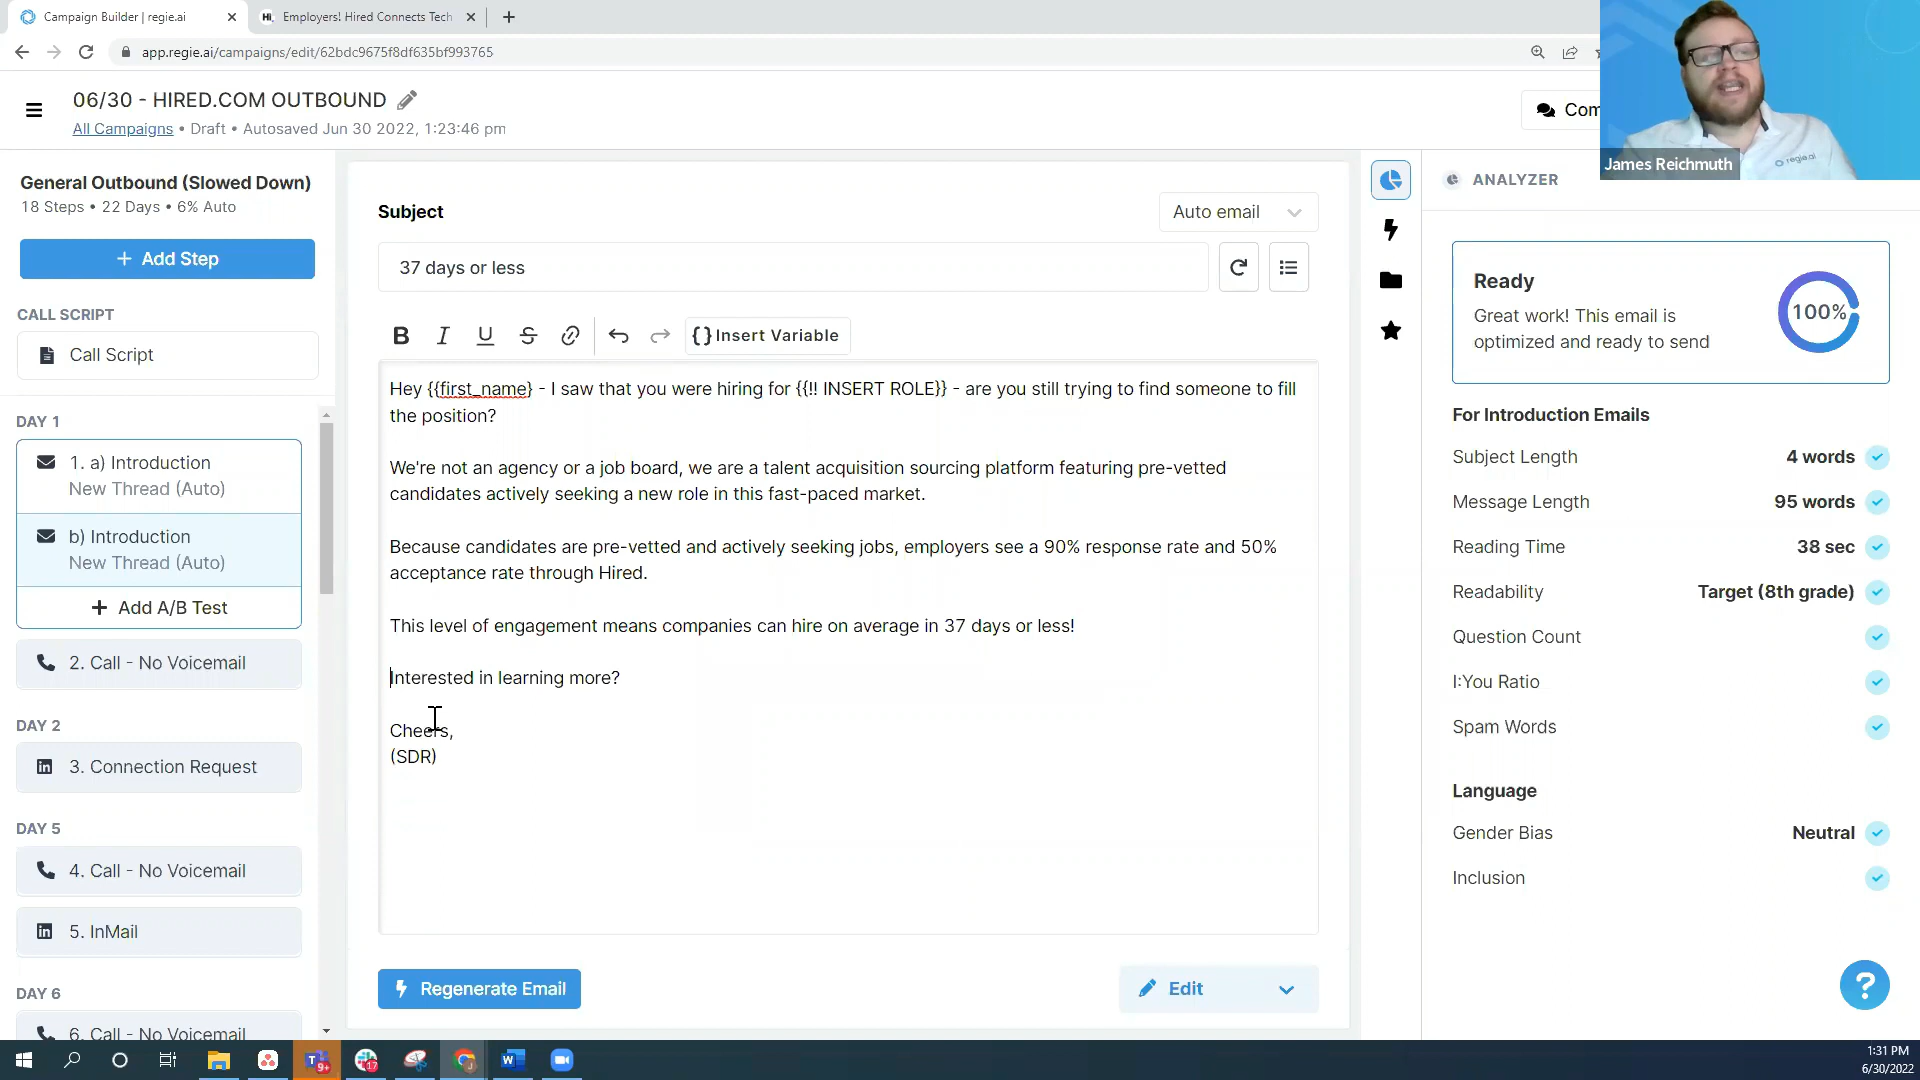 Campaign Builder | regie.ai
Hi.
Employers! Hired Connects Tech
app.regie.ai/campaigns/edit/62bdc9675f8df635bf993765
06/30 - HIRED.COM OUTBOUND
All Campaigns • Draft • Autosaved Jun 30 2022, 1:23:46 pm
Com
James Reichmuth
regie.ai
General Outbound (Slowed Down)
18 Steps • 22 Days • 6% Auto
+ Add Step
CALL SCRIPT
Call Script
DAY 1
1. a) Introduction
New Thread (Auto)
b) Introduction
New Thread (Auto)
+ Add A/B Test
2. Call - No Voicemail
DAY 2
3. Connection Request
DAY 5
4. Call - No Voicemail
5. InMail
DAY 6
6. Call - No Voicemail
Subject
Auto email
37 days or less
B I U S
{} Insert Variable
Hey {{first_name} - I saw that you were hiring for {{!! INSERT ROLE}} - are you still trying to find someone to fill
the position?
We're not an agency or a job board, we are a talent acquisition sourcing platform featuring pre-vetted
candidates actively seeking a new role in this fast-paced market.
Because candidates are pre-vetted and actively seeking jobs, employers see a 90% response rate and 50%
acceptance rate through Hired.
This level of engagement means companies can hire on average in 37 days or less!
Interested in learning more?
Cheers,
(SDR)
Regenerate Email
Edit
ANALYZER
Ready
Great work! This email is
optimized and ready to send
100%
For Introduction Emails
Subject Length 4 words
Message Length 95 words
Reading Time 38 sec
Readability Target (8th grade)
Question Count
I:You Ratio
Spam Words
Language
Gender Bias Neutral
Inclusion
?
9+
17
1:31 PM
6/30/2022